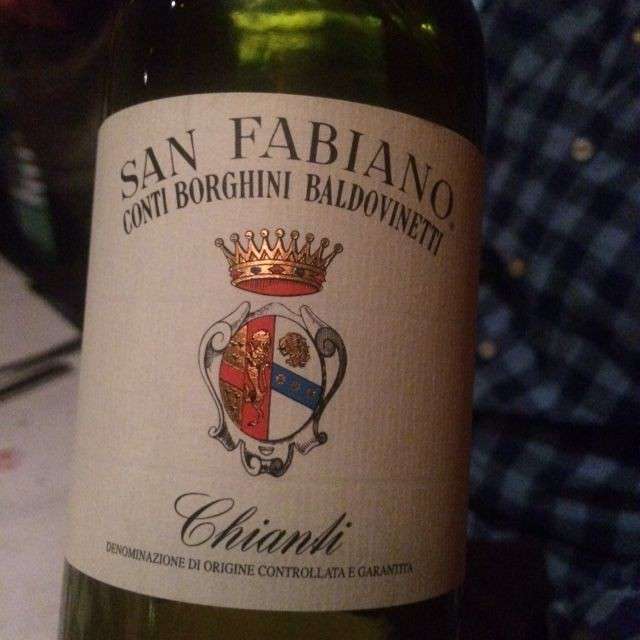 SAN FABIANO®
CONTI BORGHINI BALDOVINETTI
Chianti
DENOMINAZIONE DI ORIGINE CONTROLLATA E GARANTITA